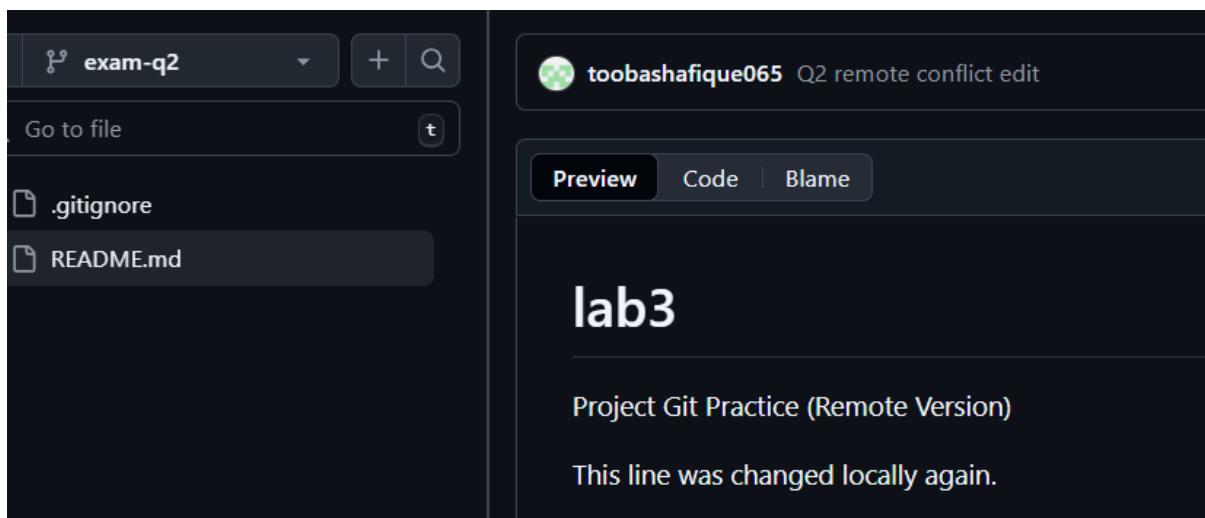 exam-q2
Go to file
t
.gitignore
README.md
toobashafique065 Q2 remote conflict edit
Preview Code Blame
lab3
Project Git Practice (Remote Version)
This line was changed locally again.